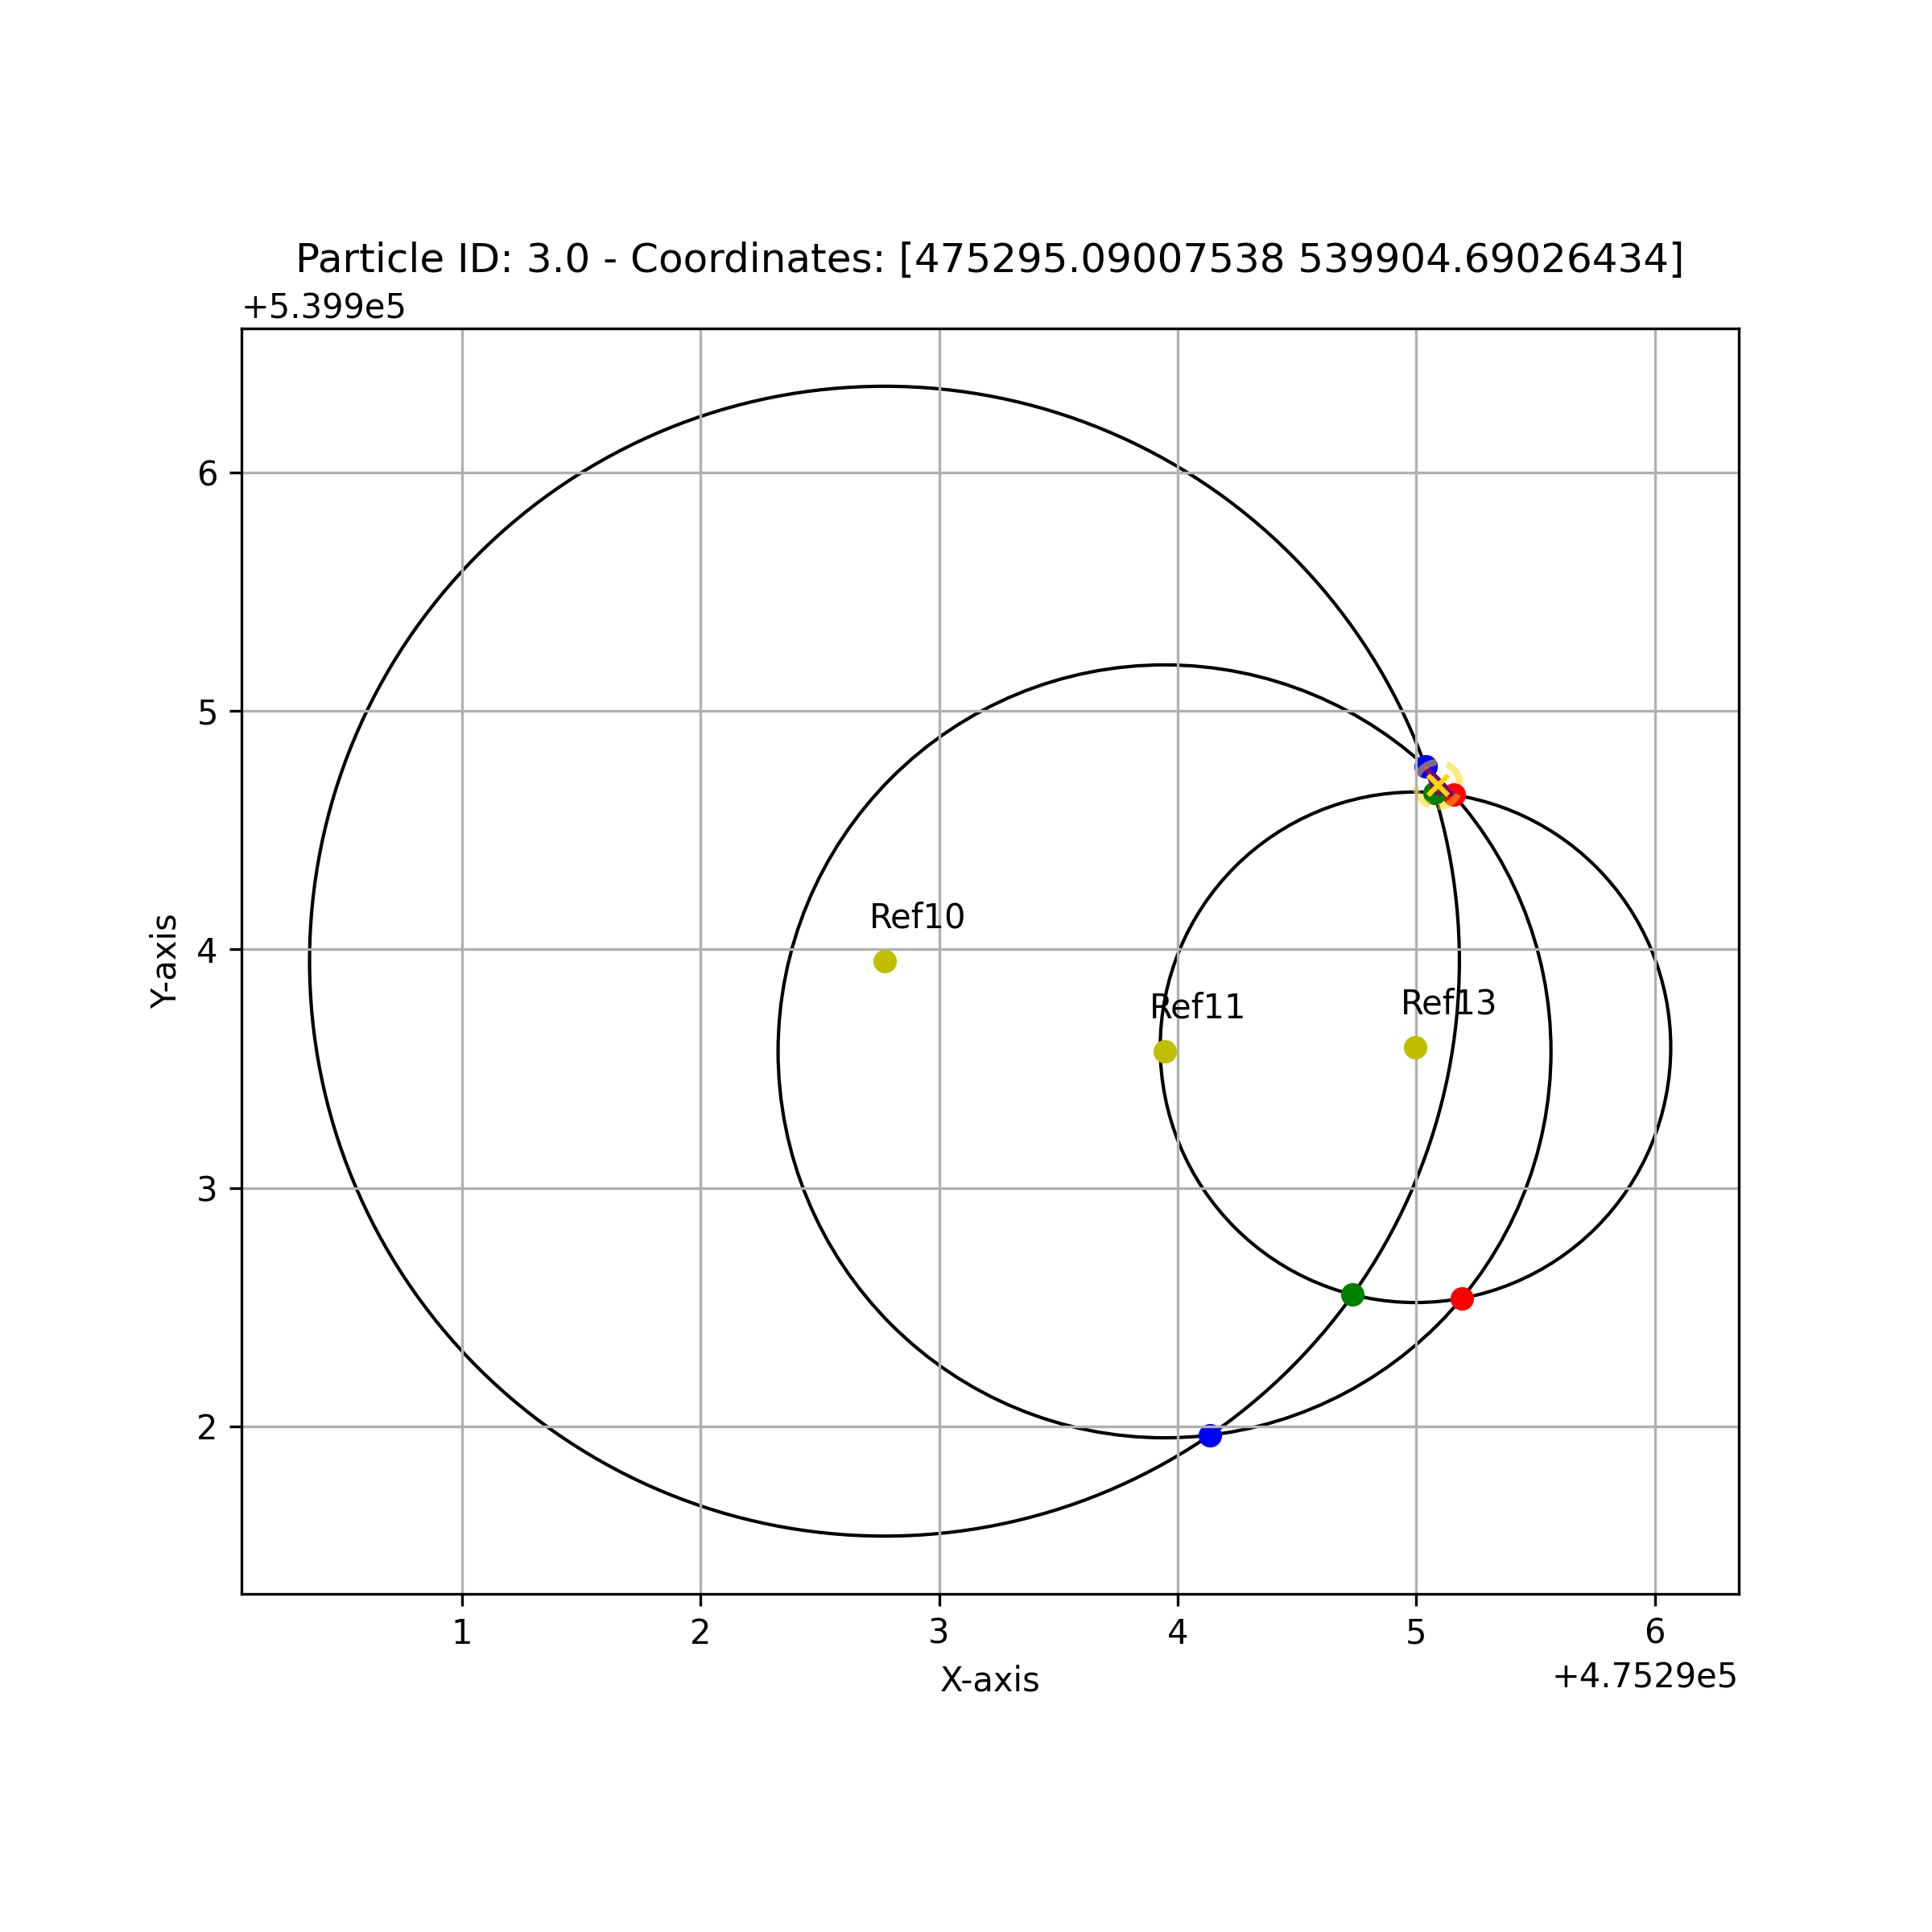 Particle ID: 3.0 - Coordinates: [475295.09007538 539904.69026434]
+5.399e5
6
5
4
3
2
Y-axis
Ref10
Ref11
Ref13
1 2 3 4 5 6
X-axis
+4.7529e5